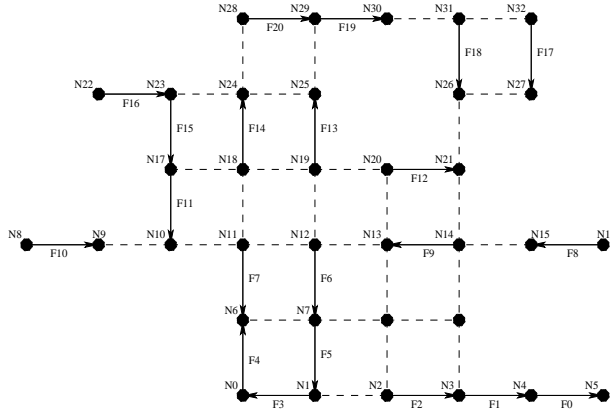 N28 N29 N30 N31 N32
F20 F19
F18 F17
N22 N23 N24 N25 N26 N27
F16
F15 F14 F13
N17 N18 N19 N20 N21
F12
F11
N8 N9 N10 N11 N12 N13 N14 N15 N1
F10 F9 F8
F7 F6
N6 N7
F4 F5
N0 N1 N2 N3 N4 N5
F3 F2 F1 F0